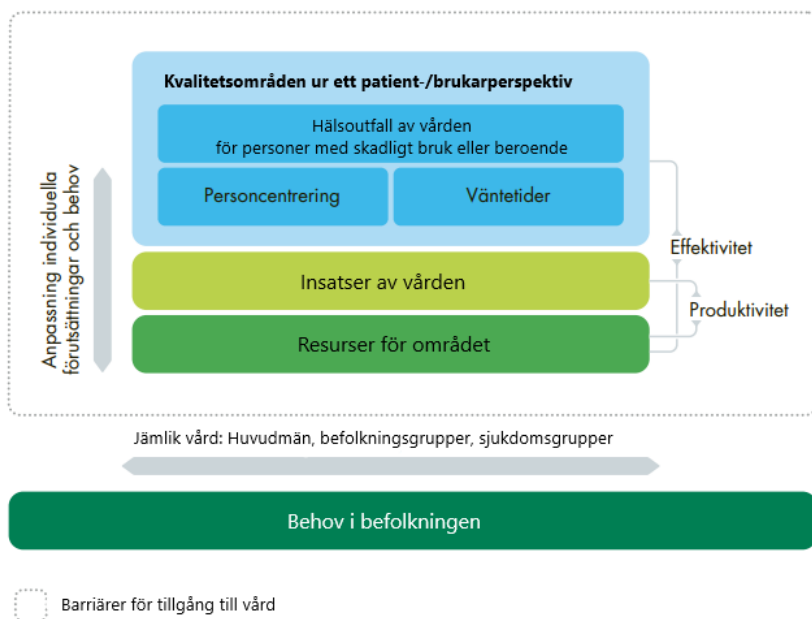 Kvalitetsområden ur ett patient-/brukarperspektiv
Hälsoutfall av vården
för personer med skadligt bruk eller beroende
Personcentrering
Väntetider
Insatser av vården
Resurser för området
Anpassning individuella
förutsättningar och behov
Effektivitet
Produktivitet
Jämlik vård: Huvudmän, befolkningsgrupper, sjukdomsgrupper
Behov i befolkningen
Barriärer för tillgång till vård